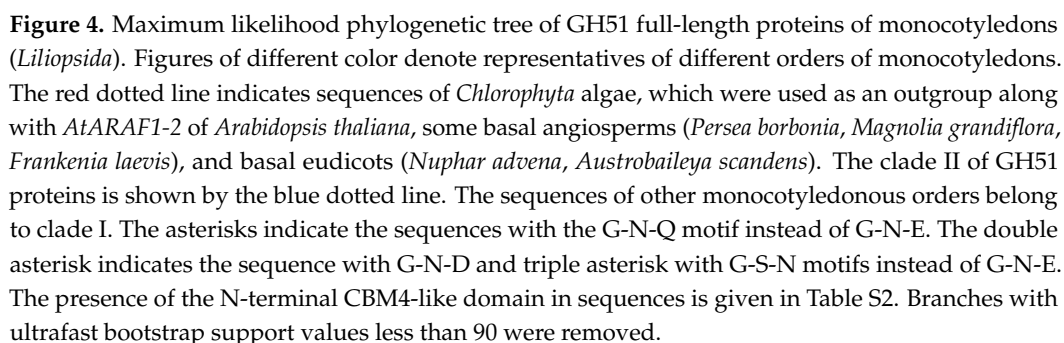 Figure 4. Maximum likelihood phylogenetic tree of GH51 full-length proteins of monocotyledons
(Liliopsida). Figures of different color denote representatives of different orders of monocotyledons.
The red dotted line indicates sequences of Chlorophyta algae, which were used as an outgroup along
with AtARAF1-2 of Arabidopsis thaliana, some basal angiosperms (Persea borbonia, Magnolia grandiflora,
Frankenia laevis), and basal eudicots (Nuphar advena, Austrobaileya scandens). The clade II of GH51
proteins is shown by the blue dotted line. The sequences of other monocotyledonous orders belong
to clade I. The asterisks indicate the sequences with the G-N-Q motif instead of G-N-E. The double
asterisk indicates the sequence with G-N-D and triple asterisk with G-S-N motifs instead of G-N-E.
The presence of the N-terminal CBM4-like domain in sequences is given in Table S2. Branches with
ultrafast bootstrap support values less than 90 were removed.